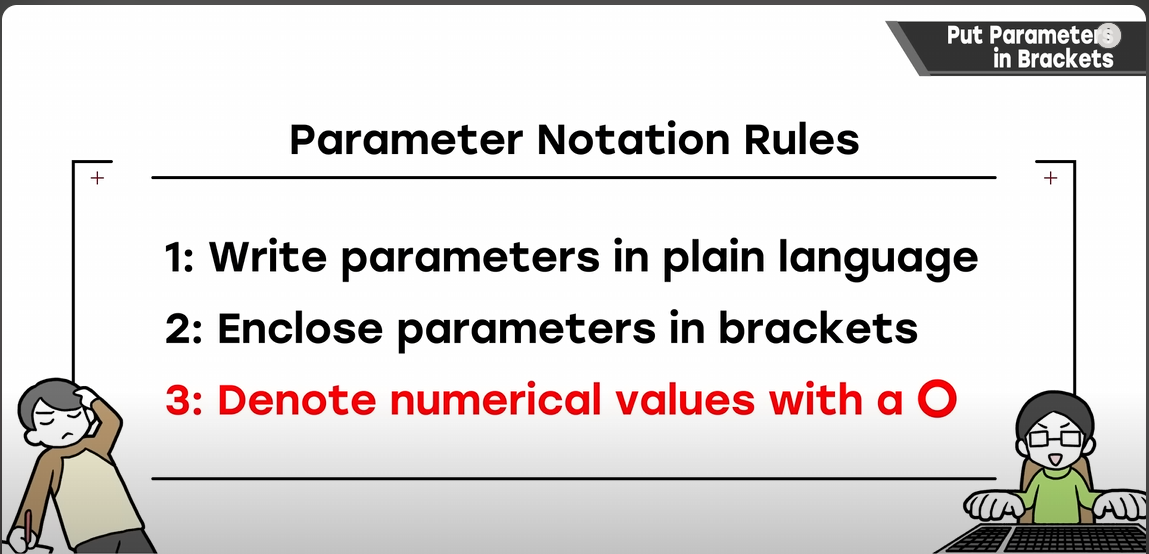 Put Parameters
in Brackets
Parameter Notation Rules
1: Write parameters in plain language
2: Enclose parameters in brackets
3: Denote numerical values with a O